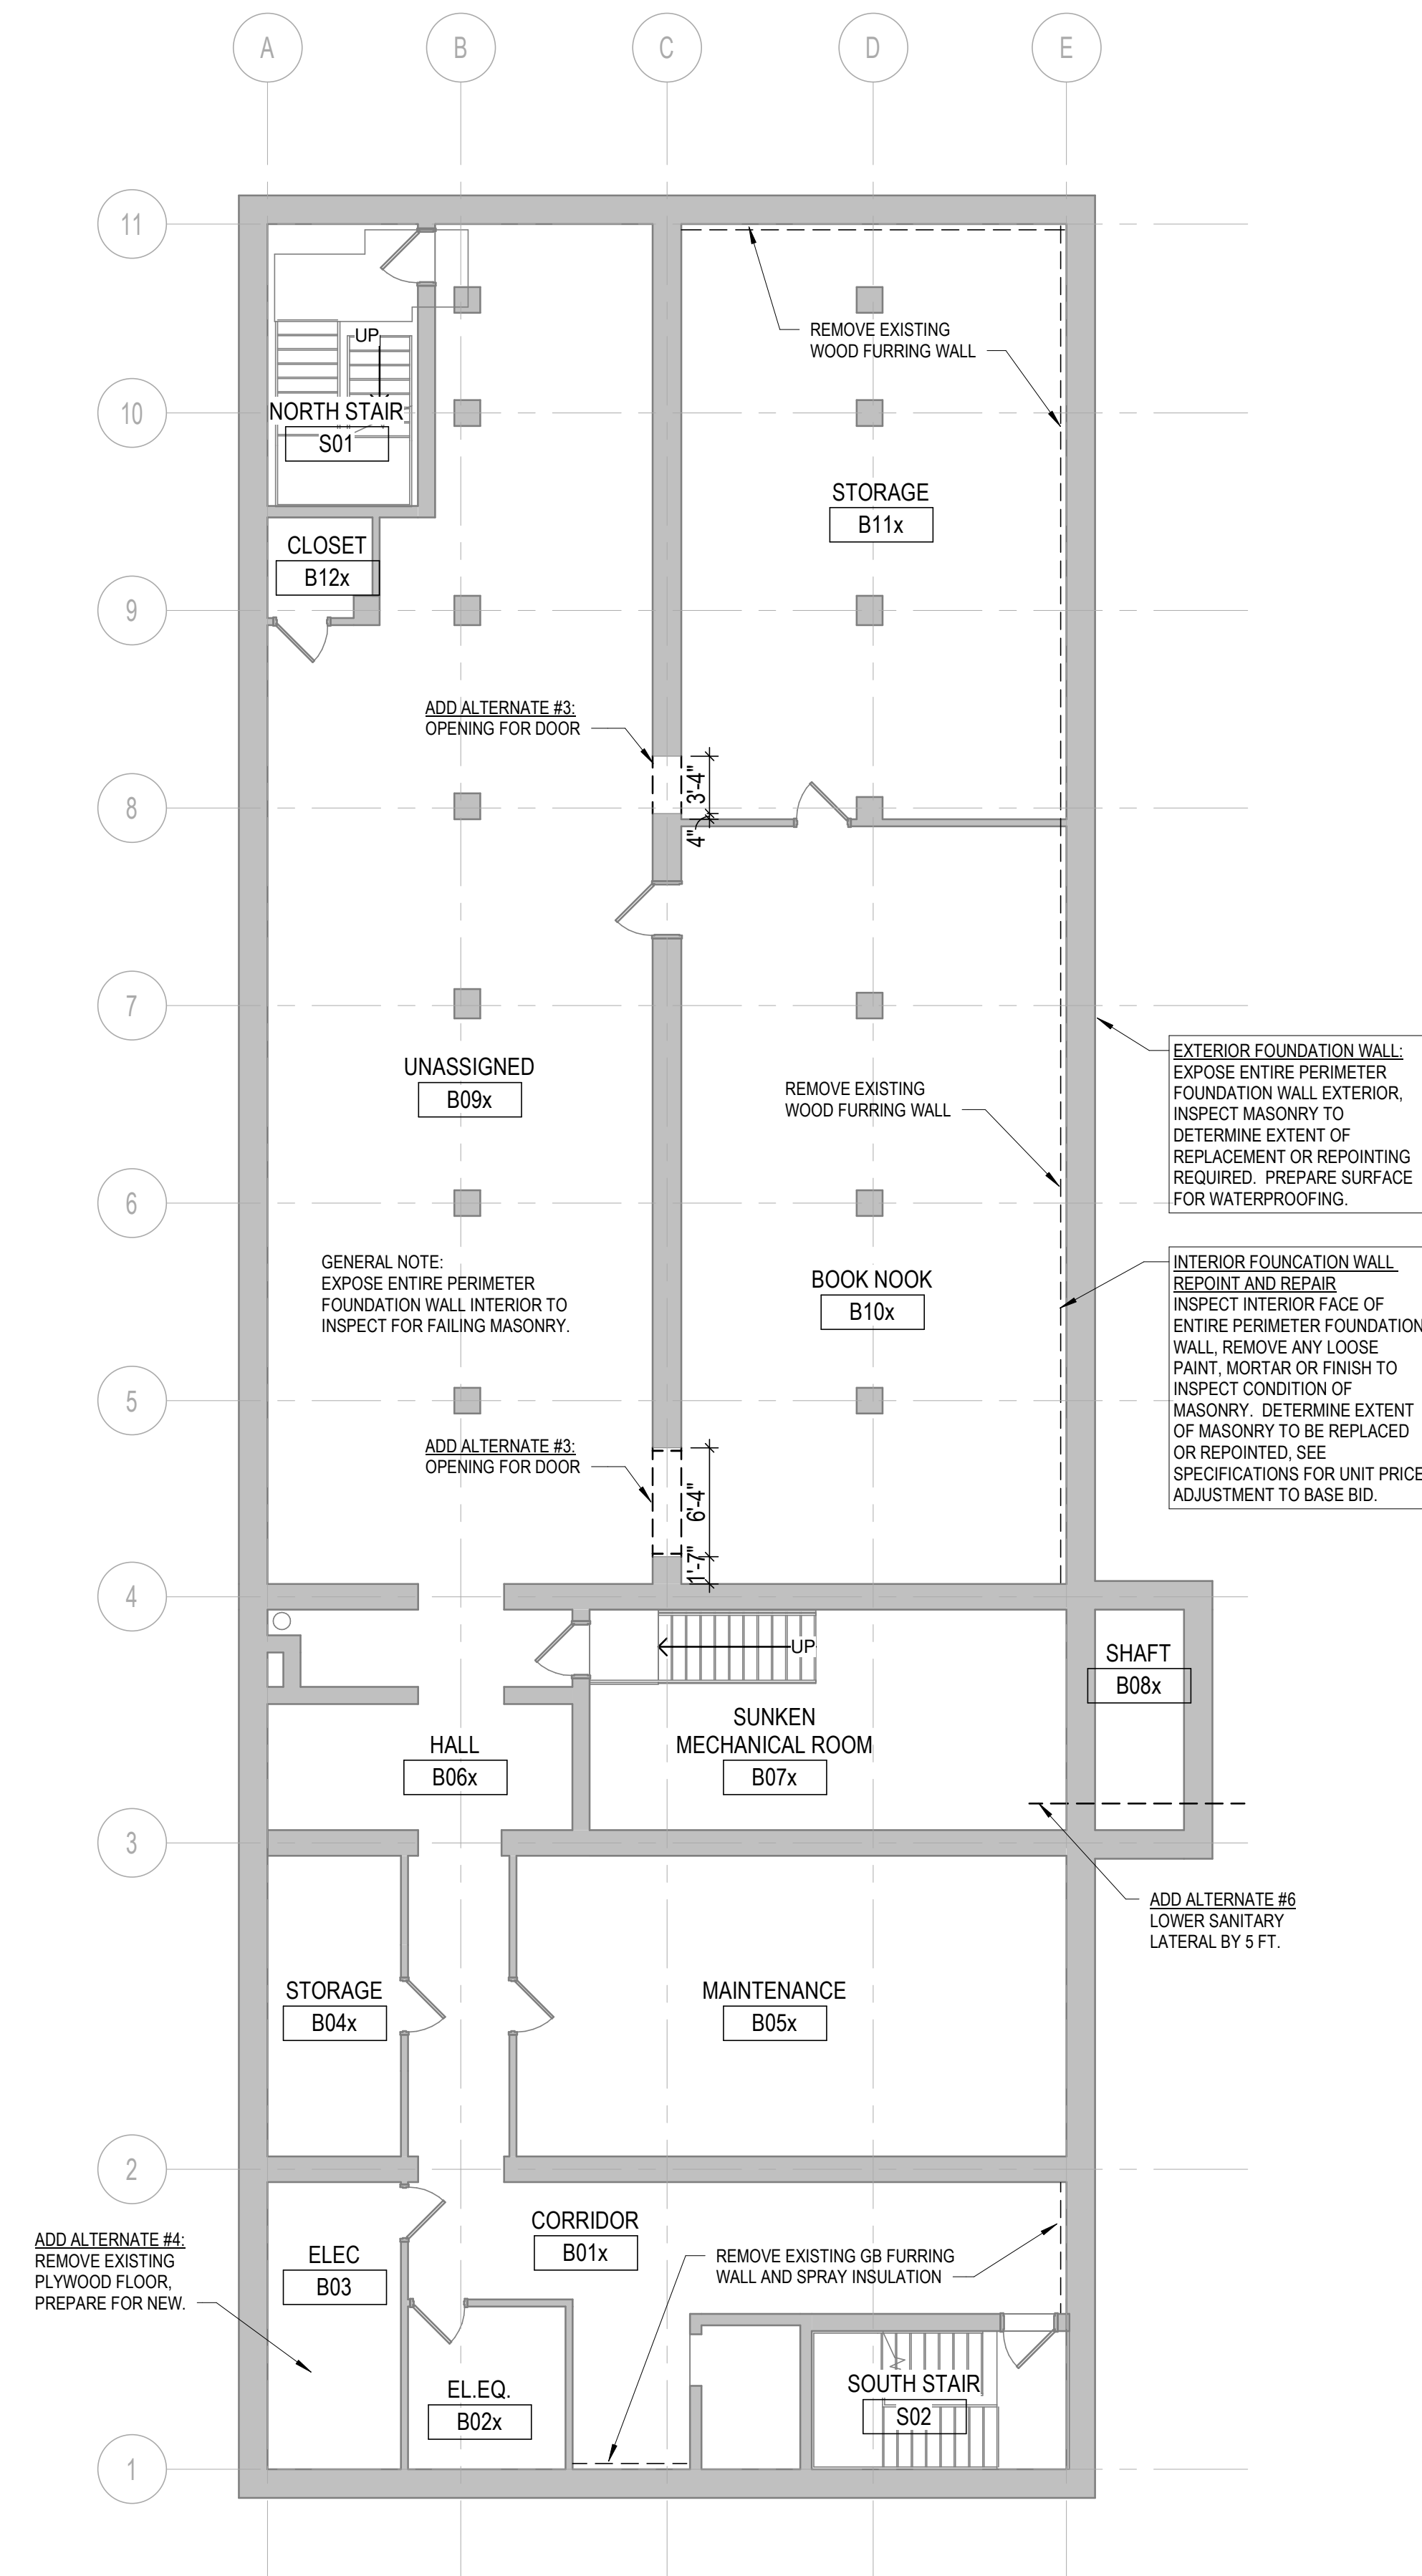 A
B
C
D
E
11
10
9
8
7
6
5
4
3
2
1
UP
NORTH STAIR
S01
CLOSET
B12x
REMOVE EXISTING
WOOD FURRING WALL
STORAGE
B11x
ADD ALTERNATE #3:
OPENING FOR DOOR
3'-4"
4"
UNASSIGNED
B09x
REMOVE EXISTING
WOOD FURRING WALL
EXTERIOR FOUNDATION WALL:
EXPOSE ENTIRE PERIMETER
FOUNDATION WALL EXTERIOR,
INSPECT MASONRY TO
DETERMINE EXTENT OF
REPLACEMENT OR REPOINTING
REQUIRED. PREPARE SURFACE
FOR WATERPROOFING.
GENERAL NOTE:
EXPOSE ENTIRE PERIMETER
FOUNDATION WALL INTERIOR TO
INSPECT FOR FAILING MASONRY.
BOOK NOOK
B10x
INTERIOR FOUNCATION WALL
REPOINT AND REPAIR
INSPECT INTERIOR FACE OF
ENTIRE PERIMETER FOUNDATION
WALL, REMOVE ANY LOOSE
PAINT, MORTAR OR FINISH TO
INSPECT CONDITION OF
MASONRY. DETERMINE EXTENT
OF MASONRY TO BE REPLACED
OR REPOINTED, SEE
SPECIFICATIONS FOR UNIT PRICE
ADJUSTMENT TO BASE BID.
ADD ALTERNATE #3:
OPENING FOR DOOR
6'-4"
1'-7"
UP
SHAFT
B08x
SUNKEN
MECHANICAL ROOM
B07x
HALL
B06x
ADD ALTERNATE #6
LOWER SANITARY
LATERAL BY 5 FT.
STORAGE
B04x
MAINTENANCE
B05x
CORRIDOR
B01x
ADD ALTERNATE #4:
REMOVE EXISTING
PLYWOOD FLOOR,
PREPARE FOR NEW.
ELEC
B03
REMOVE EXISTING GB FURRING
WALL AND SPRAY INSULATION
EL.EQ.
B02x
SOUTH STAIR
S02